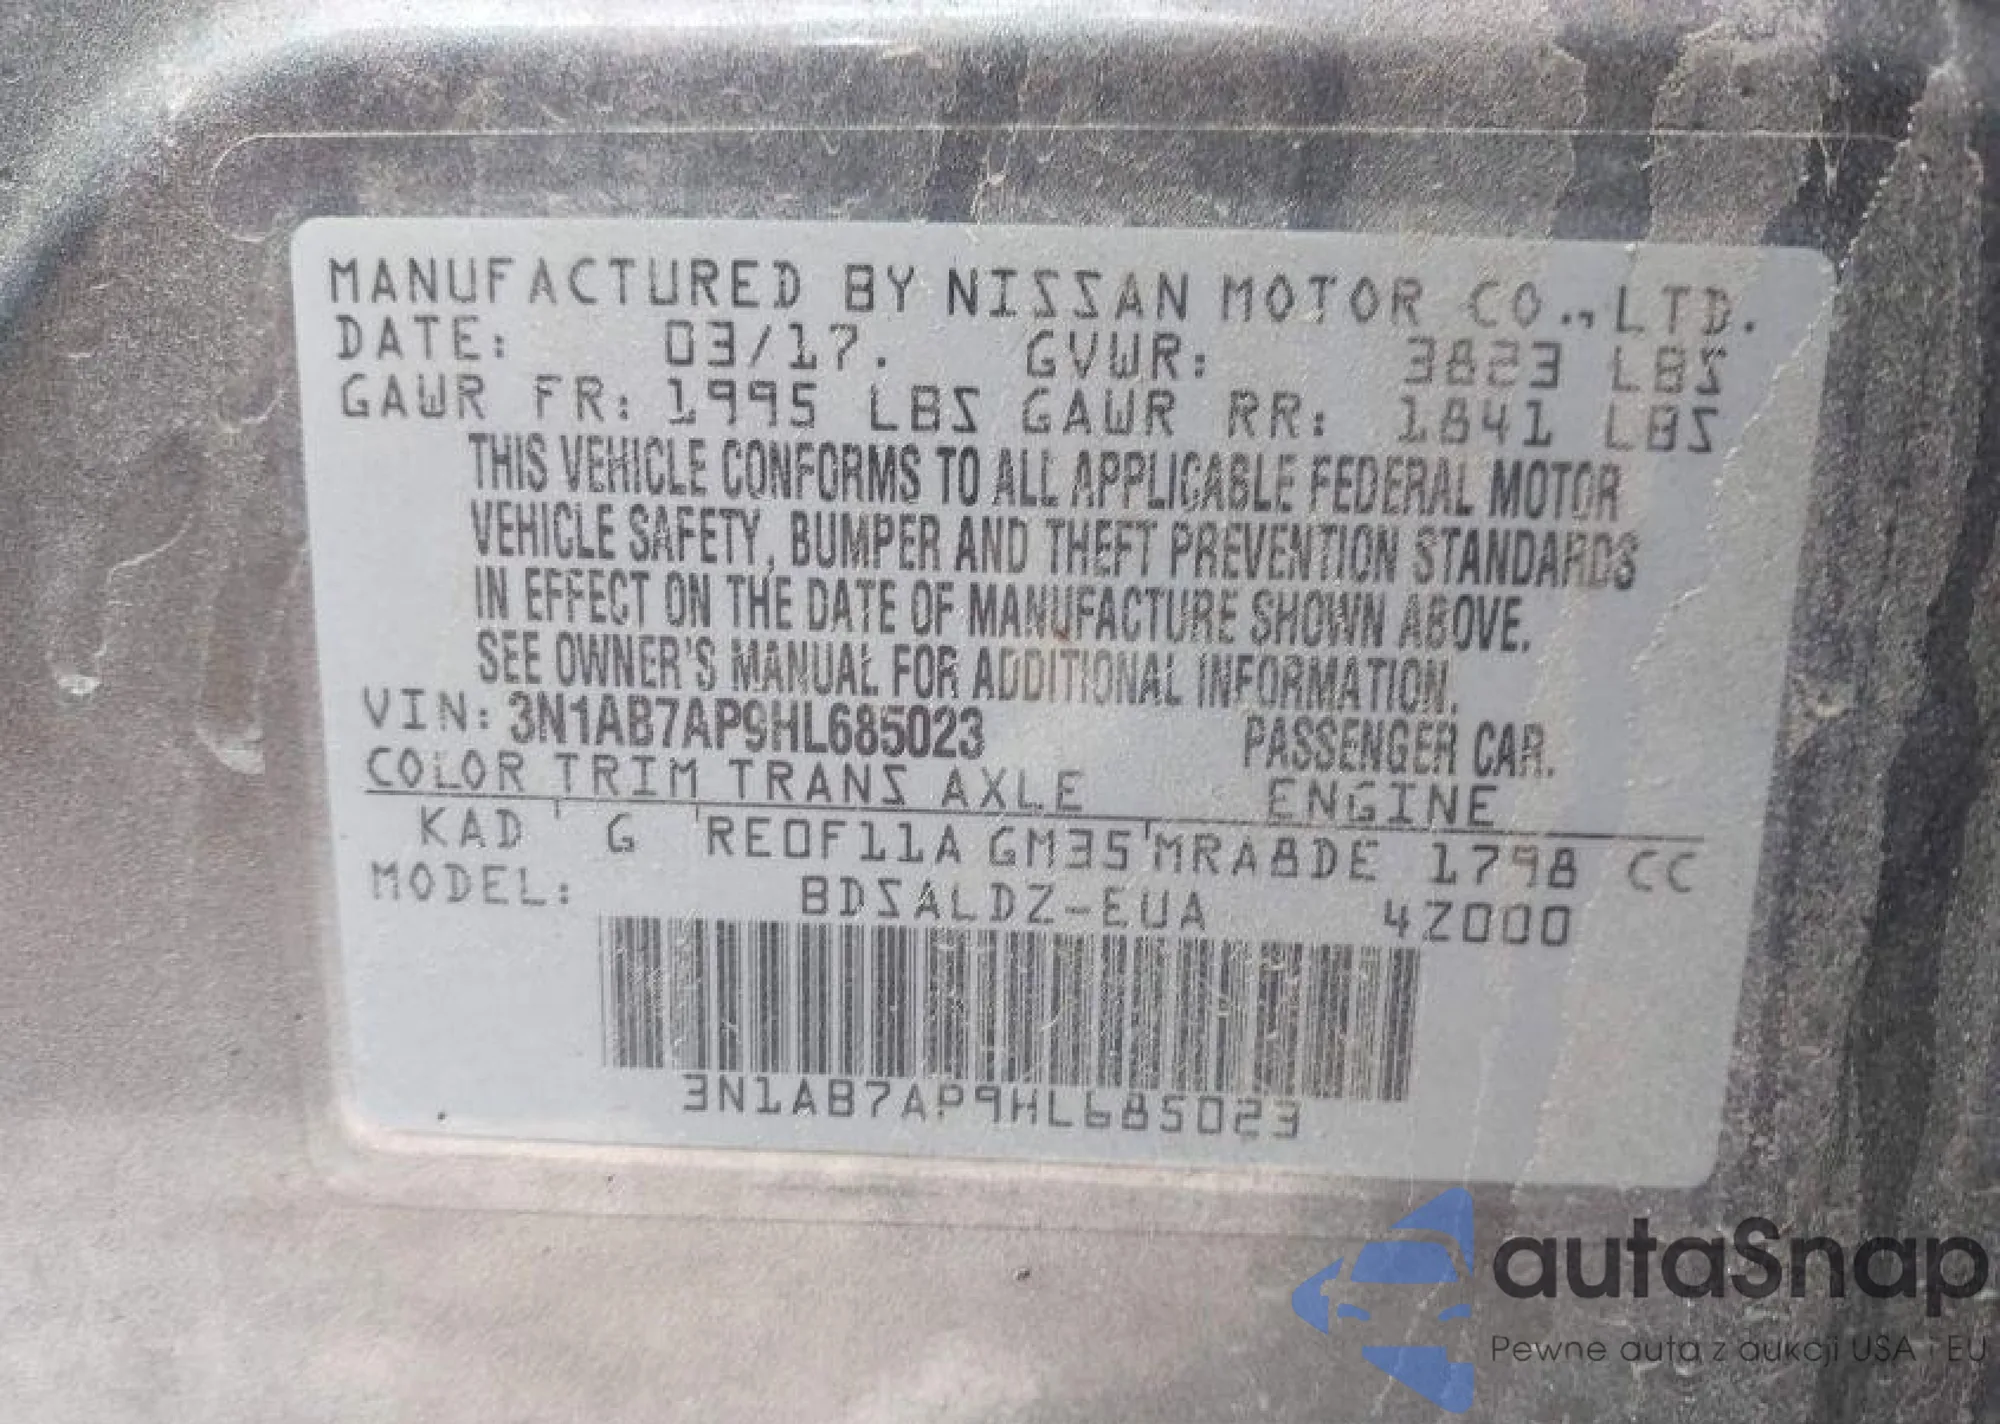 MANUFACTURED BY NISSAN MOTOR CO., LTD.
DATE: 03/17. GVWR: 3823 LBS
GAWR FR: 1995 LBS GAWR RR: 1841 LBS
THIS VEHICLE CONFORMS TO ALL APPLICABLE FEDERAL MOTOR
VEHICLE SAFETY, BUMPER AND THEFT PREVENTION STANDARDS
IN EFFECT ON THE DATE OF MANUFACTURE SHOWN ABOVE.
SEE OWNER'S MANUAL FOR ADDITIONAL INFORMATION.
VIN: 3N1AB7AP9HL685023 PASSENGER CAR.
COLOR TRIM TRANS AXLE ENGINE
KAD G RE0F11A GM35 MRA8DE 1798 CC
MODEL: BDSALDZ-EUA 4Z000
3N1AB7AP9HL685023
autaSnap
Pewne auta z aukcji USA i EU